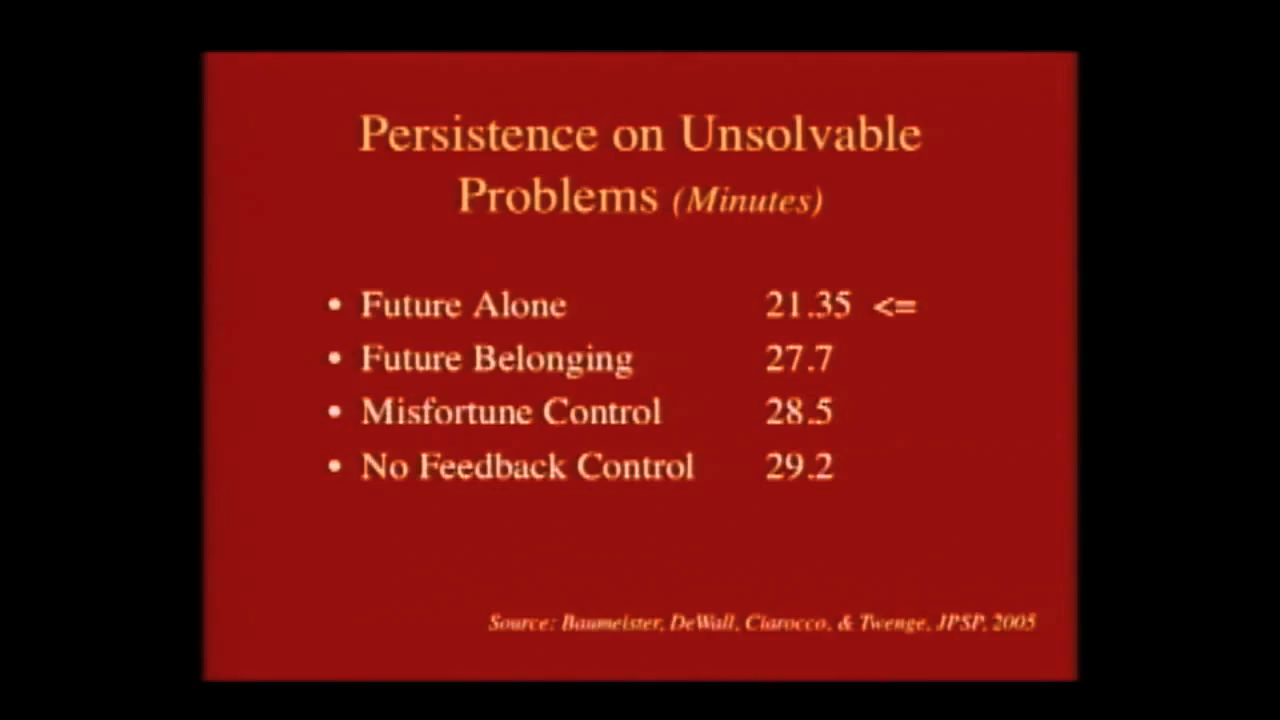 Persistence on Unsolvable
Problems (Minutes)
• Future Alone 21.35 <=
• Future Belonging 27.7
• Misfortune Control 28.5
• No Feedback Control 29.2
Source: Baumeister, DeWall, Ciarocco, & Twenge, JPSP, 2005